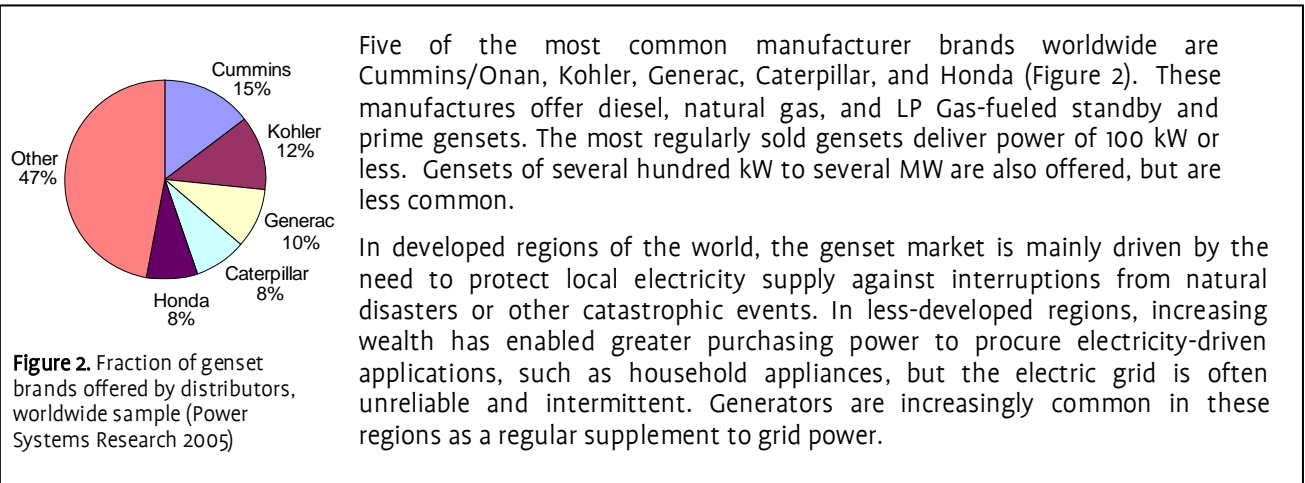 Cummins
15%
Kohler
12%
Generac
10%
Caterpillar
8%
Honda
8%
Other
47%
Figure 2. Fraction of genset
brands offered by distributors,
worldwide sample (Power
Systems Research 2005)
Five of the most common manufacturer brands worldwide are
Cummins/Onan, Kohler, Generac, Caterpillar, and Honda (Figure 2). These
manufactures offer diesel, natural gas, and LP Gas-fueled standby and
prime gensets. The most regularly sold gensets deliver power of 100 kW or
less. Gensets of several hundred kW to several MW are also offered, but are
less common.
In developed regions of the world, the genset market is mainly driven by the
need to protect local electricity supply against interruptions from natural
disasters or other catastrophic events. In less-developed regions, increasing
wealth has enabled greater purchasing power to procure electricity-driven
applications, such as household appliances, but the electric grid is often
unreliable and intermittent. Generators are increasingly common in these
regions as a regular supplement to grid power.